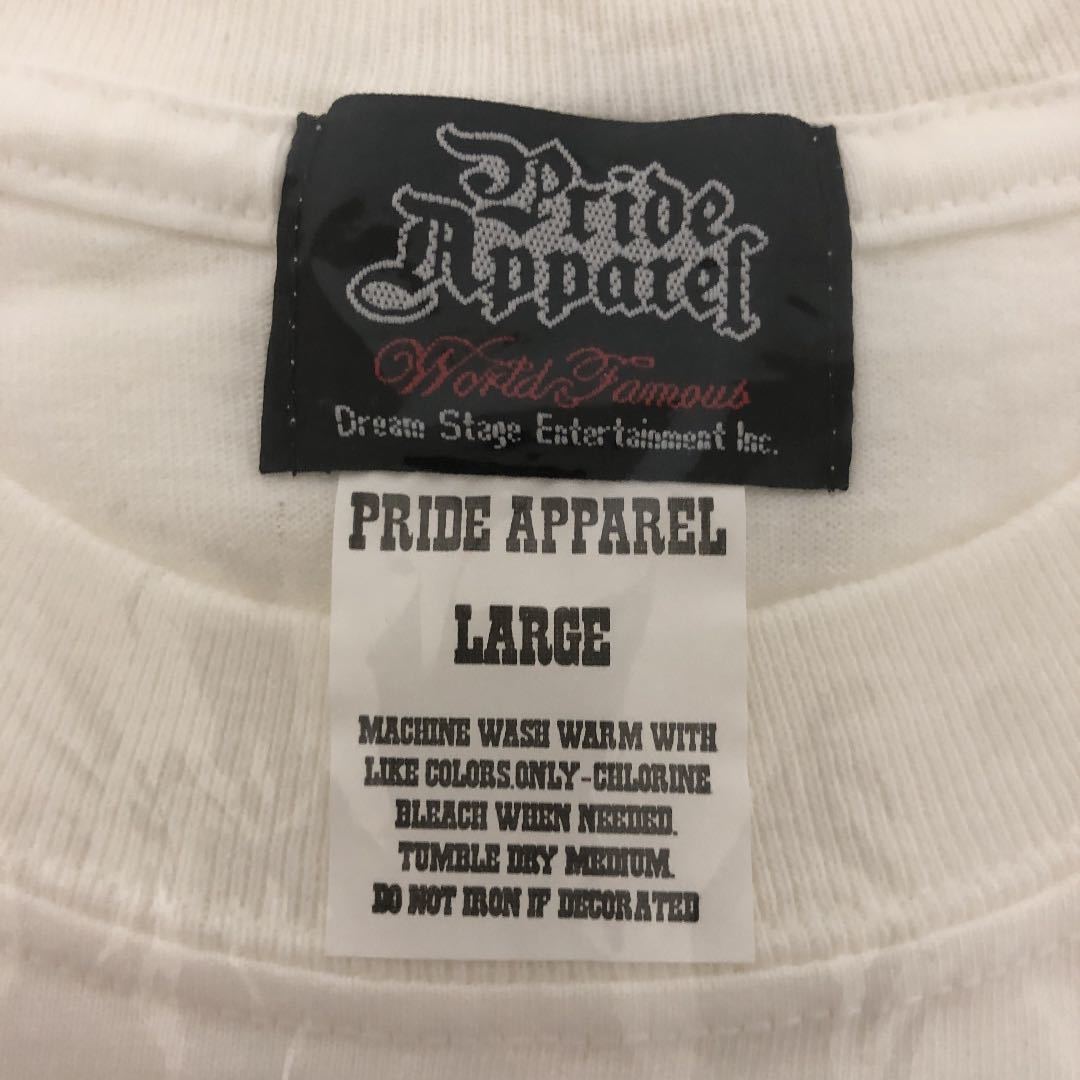 Pride
Apparel
World Famous
Dream Stage Entertainment Inc.
PRIDE APPAREL
LARGE
MACHINE WASH WARM WITH
LIKE COLORS.ONLY-CHLORINE
BLEACH WHEN NEEDED.
TUMBLE DRY MEDIUM.
DO NOT IRON IF DECORATED